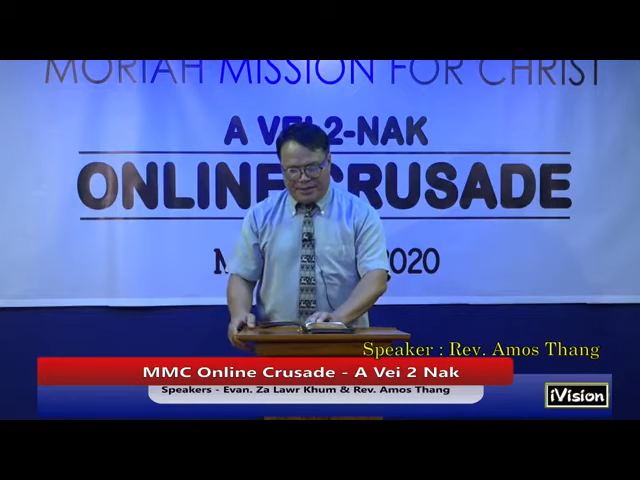 MORIAH MISSION FOR CHRIST
A VEI 2-NAK
ONLINE CRUSADE
2020
Speaker : Rev. Amos Thang
MMC Online Crusade - A Vei 2 Nak
Speakers - Evan. Za Lawr Khum & Rev. Amos Thang
iVision